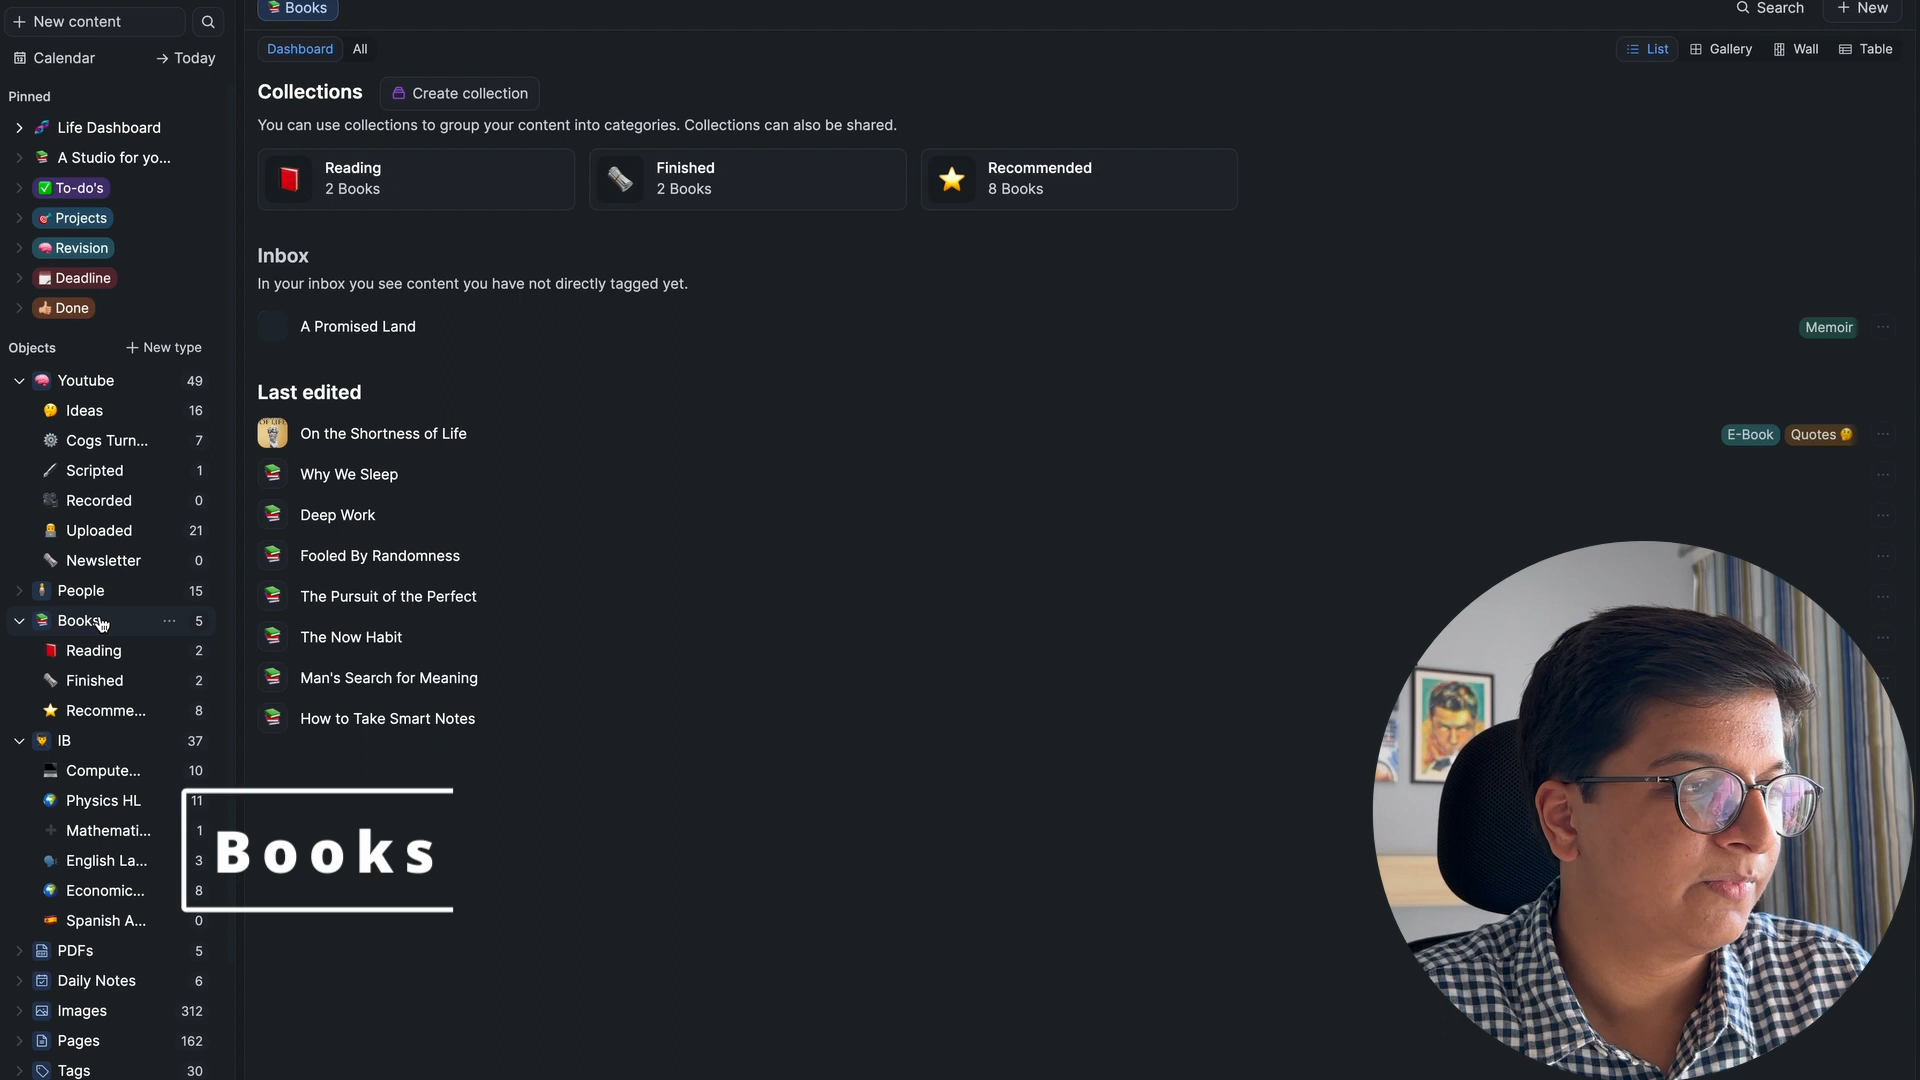 New content
Calendar
Today
Pinned
Life Dashboard
A Studio for yo...
To-do's
Projects
Revision
Deadline
Done
Objects
New type
Youtube 49
Ideas 16
Cogs Turn... 7
Scripted 1
Recorded 0
Uploaded 21
Newsletter 0
People 15
Books 5
Reading 2
Finished 2
Recomme... 8
IB 37
Compute... 10
Physics HL 11
Mathemati... 1
English La... 3
Economic... 8
Spanish A... 0
PDFs 5
Daily Notes 6
Images 312
Pages 162
Tags 30
Books
Search
New
Dashboard
All
List
Gallery
Wall
Table
Collections
Create collection
You can use collections to group your content into categories. Collections can also be shared.
Reading
2 Books
Finished
2 Books
Recommended
8 Books
Inbox
In your inbox you see content you have not directly tagged yet.
A Promised Land
Memoir
Last edited
On the Shortness of Life
E-Book
Quotes
Why We Sleep
Deep Work
Fooled By Randomness
The Pursuit of the Perfect
The Now Habit
Man's Search for Meaning
How to Take Smart Notes
Books